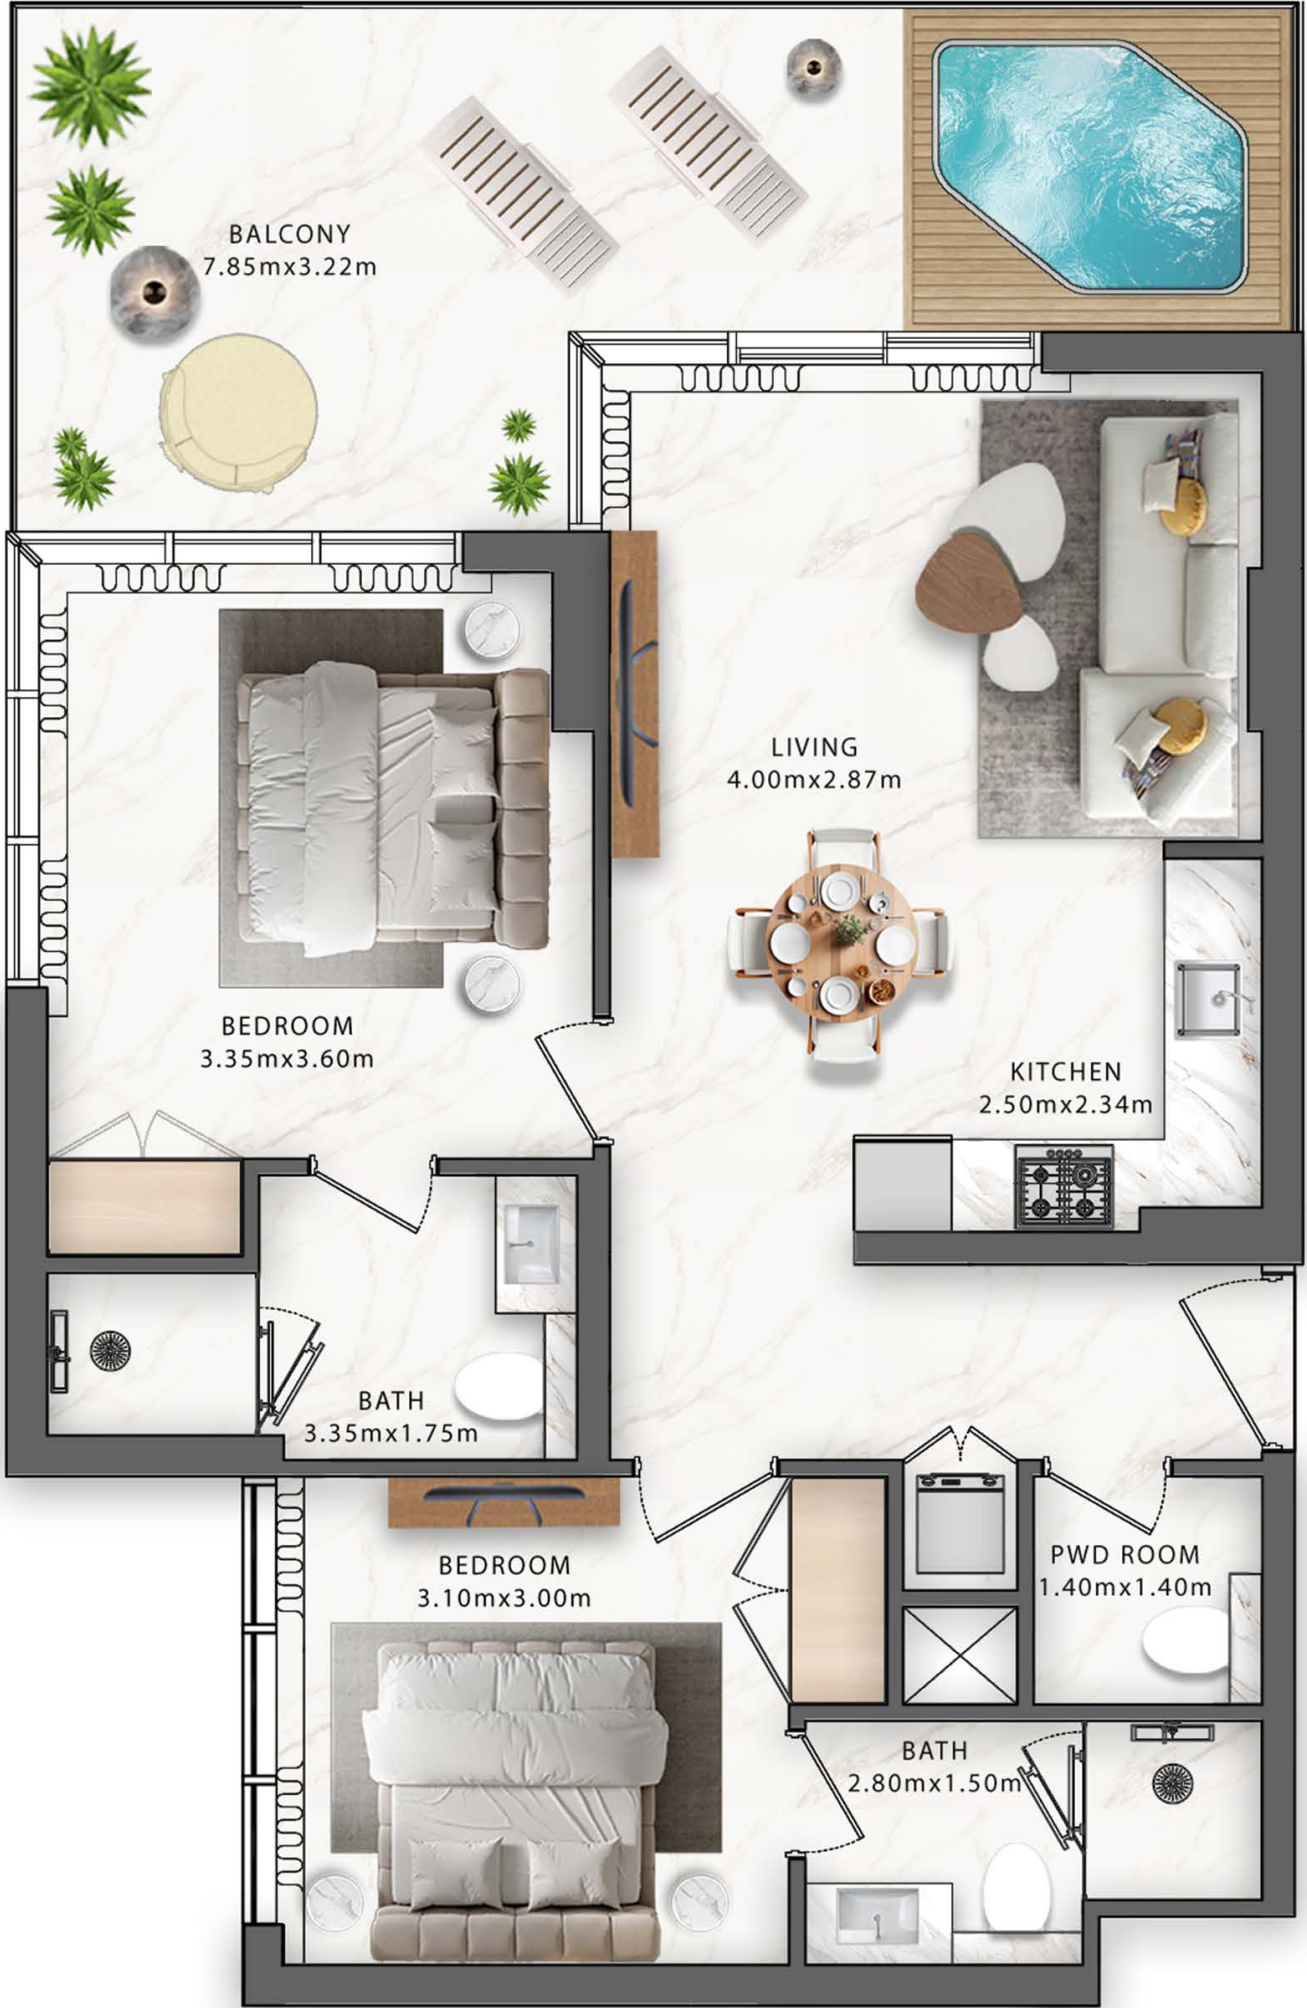 BALCONY
7.85mx3.22m
LIVING
4.00mx2.87m
BEDROOM
3.35mx3.60m
KITCHEN
2.50mx2.34m
BATH
3.35mx1.75m
BEDROOM
3.10mx3.00m
PWD ROOM
1.40mx1.40m
BATH
2.80mx1.50m